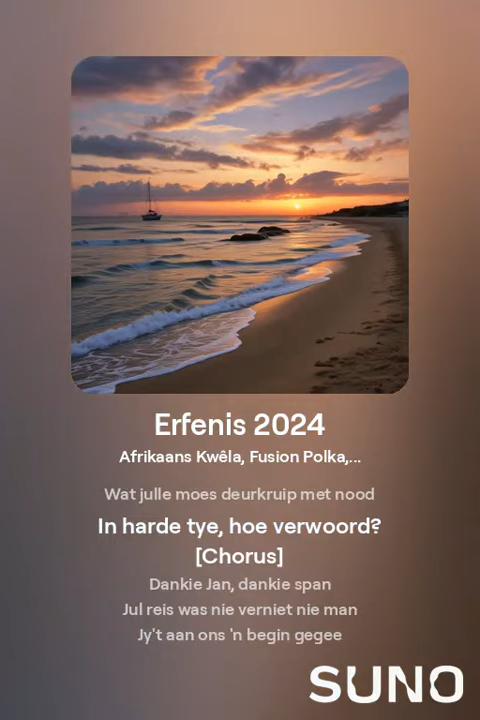 Erfenis 2024
Afrikaans Kwêla, Fusion Polka,...
Wat julle moes deurkruip met nood
In harde tye, hoe verwoord?
[Chorus]
Dankie Jan, dankie span
Jul reis was nie verniet nie man
Jy't aan ons 'n begin gegee
SUNO